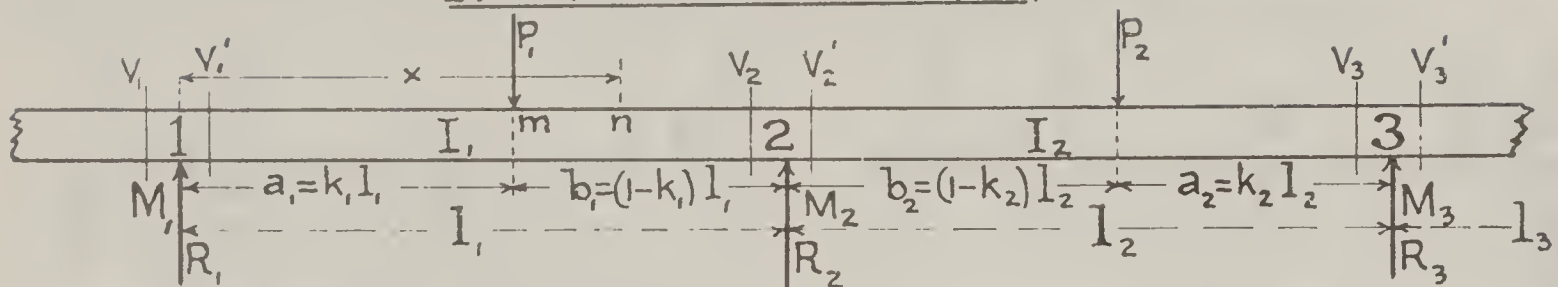 P₁ P₂
V₁ V₁' x V₂ V₂' V₃ V₃'
1 I₁ m n 2 I₂ 3
M₁ a₁=k₁l₁ b₁=(1-k₁)l₁ M₂ b₂=(1-k₂)l₂ a₂=k₂l₂ M₃
R₁ l₁ R₂ l₂ R₃ l₃